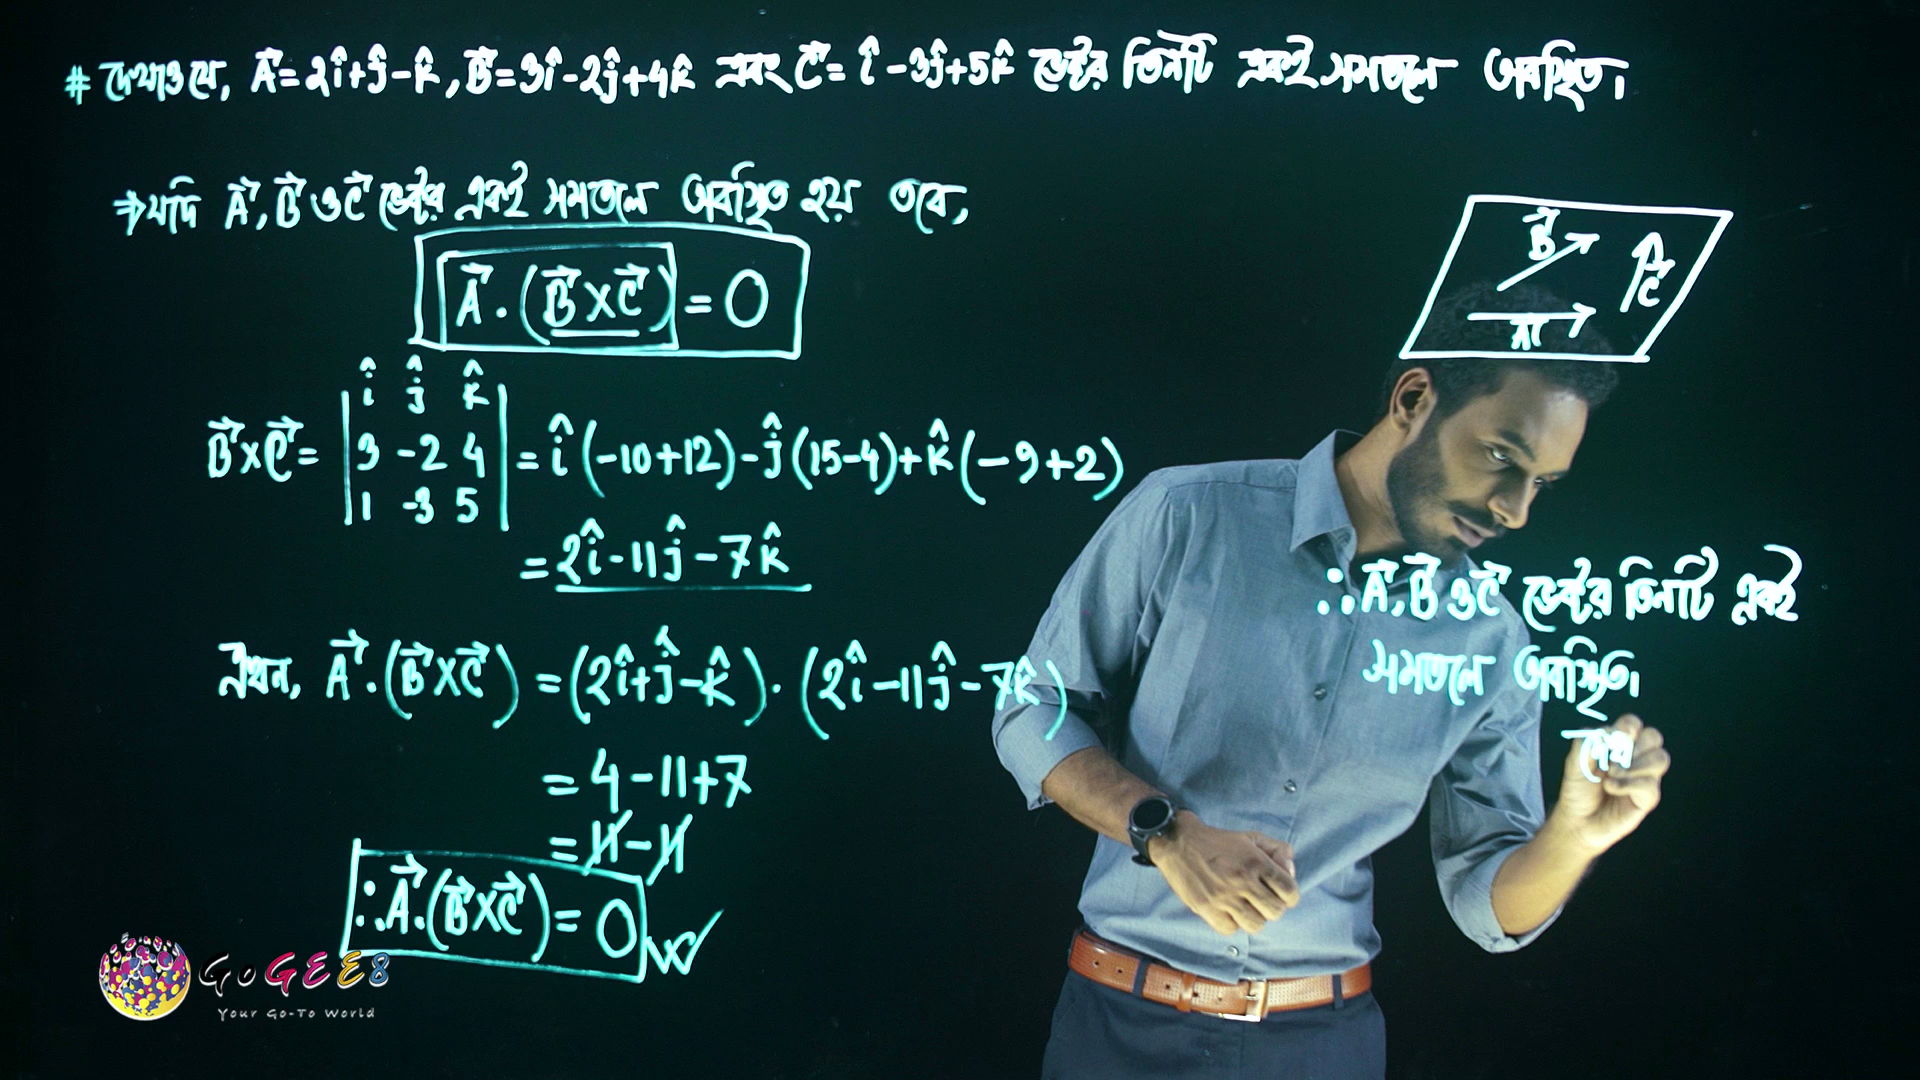 # দেখাও যে, A⃗ = 2î+ĵ-k̂, B⃗ = 3î-2ĵ+4k̂ এবং C⃗ = î-3ĵ+5k̂ ভেক্টর তিনটি একই সমতলে অবস্থিত।
⇒ যদি A⃗, B⃗ ও C⃗ ভেক্টর একই সমতলে অবস্থিত হয় তবে,
A⃗ . (B⃗ × C⃗) = 0
B⃗
C⃗
A⃗
î ĵ k̂
B⃗×C⃗ = | 3 -2 4 | = î (-10+12) - ĵ (15-4) + k̂ (-9+2)
1 -3 5
= 2î - 11ĵ - 7k̂
এখন, A⃗ . (B⃗×C⃗) = (2î+ĵ-k̂) . (2î-11ĵ-7k̂)
= 4 - 11 + 7
= 11 - 11
∴ A⃗ . (B⃗×C⃗) = 0
∴ A⃗, B⃗ ও C⃗ ভেক্টর তিনটি একই
সমতলে অবস্থিত।
দেখ
GoGEE8
Your Go-To World